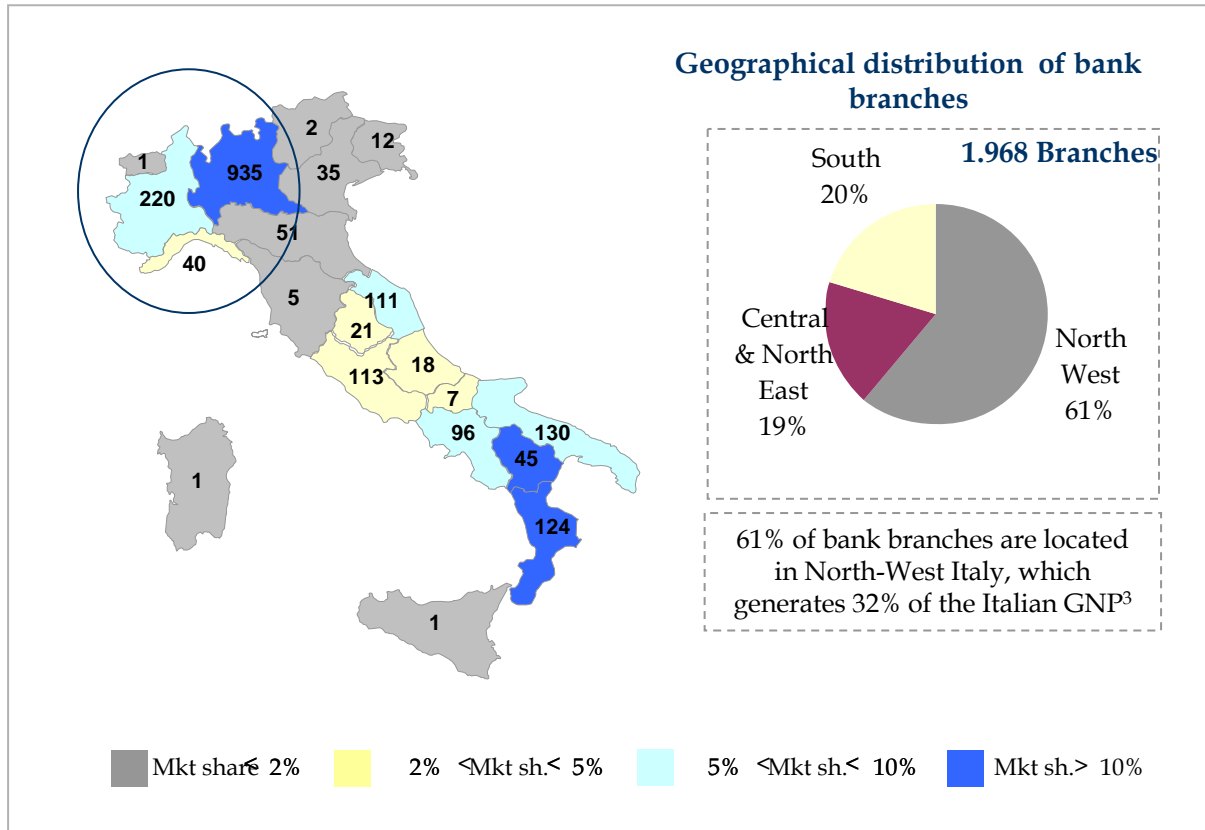 Geographical distribution of bank
branches
1.968 Branches
South
20%
Central
& North
East
19%
North
West
61%
61% of bank branches are located
in North-West Italy, which
generates 32% of the Italian GNP3
2
12
1
935
35
220
51
40
5
111
21
18
113
7
96
130
45
1
124
1
Mkt share < 2%
2% <Mkt sh.< 5%
5% <Mkt sh.< 10%
Mkt sh.> 10%